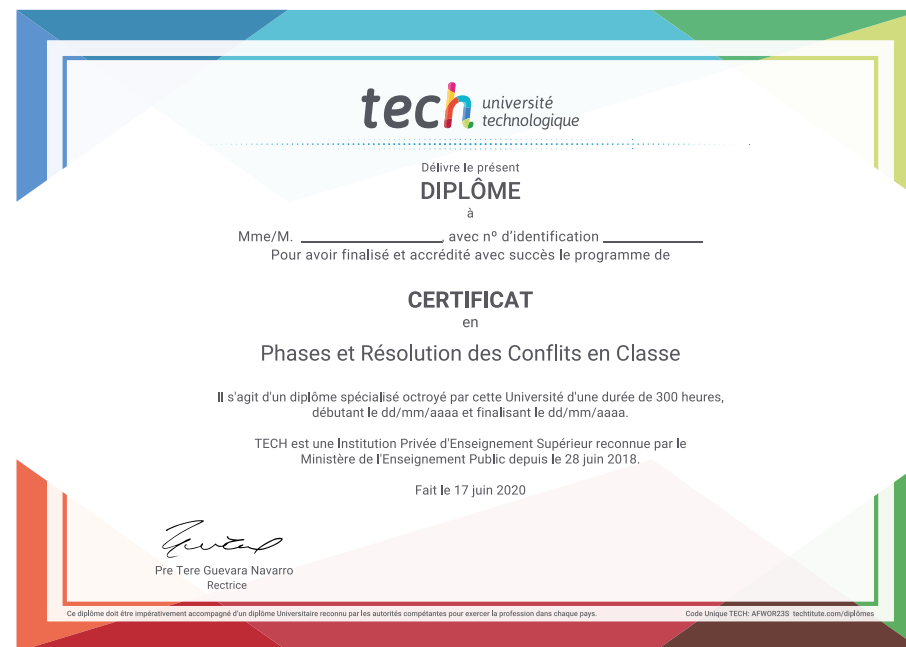 tech université
technologique
Délivre le présent
DIPLÔME
à
Mme/M. ____________________, avec nº d'identification ______________
Pour avoir finalisé et accrédité avec succès le programme de
CERTIFICAT
en
Phases et Résolution des Conflits en Classe
Il s'agit d'un diplôme spécialisé octroyé par cette Université d'une durée de 300 heures,
débutant le dd/mm/aaaa et finalisant le dd/mm/aaaa.
TECH est une Institution Privée d'Enseignement Supérieur reconnue par le
Ministère de l'Enseignement Public depuis le 28 juin 2018.
Fait le 17 juin 2020
Pre Tere Guevara Navarro
Rectrice
Ce diplôme doit être impérativement accompagné d'un diplôme Universitaire reconnu par les autorités compétantes pour exercer la profession dans chaque pays.
Code Unique TECH: AFWOR23S techtitute.com/diplômes